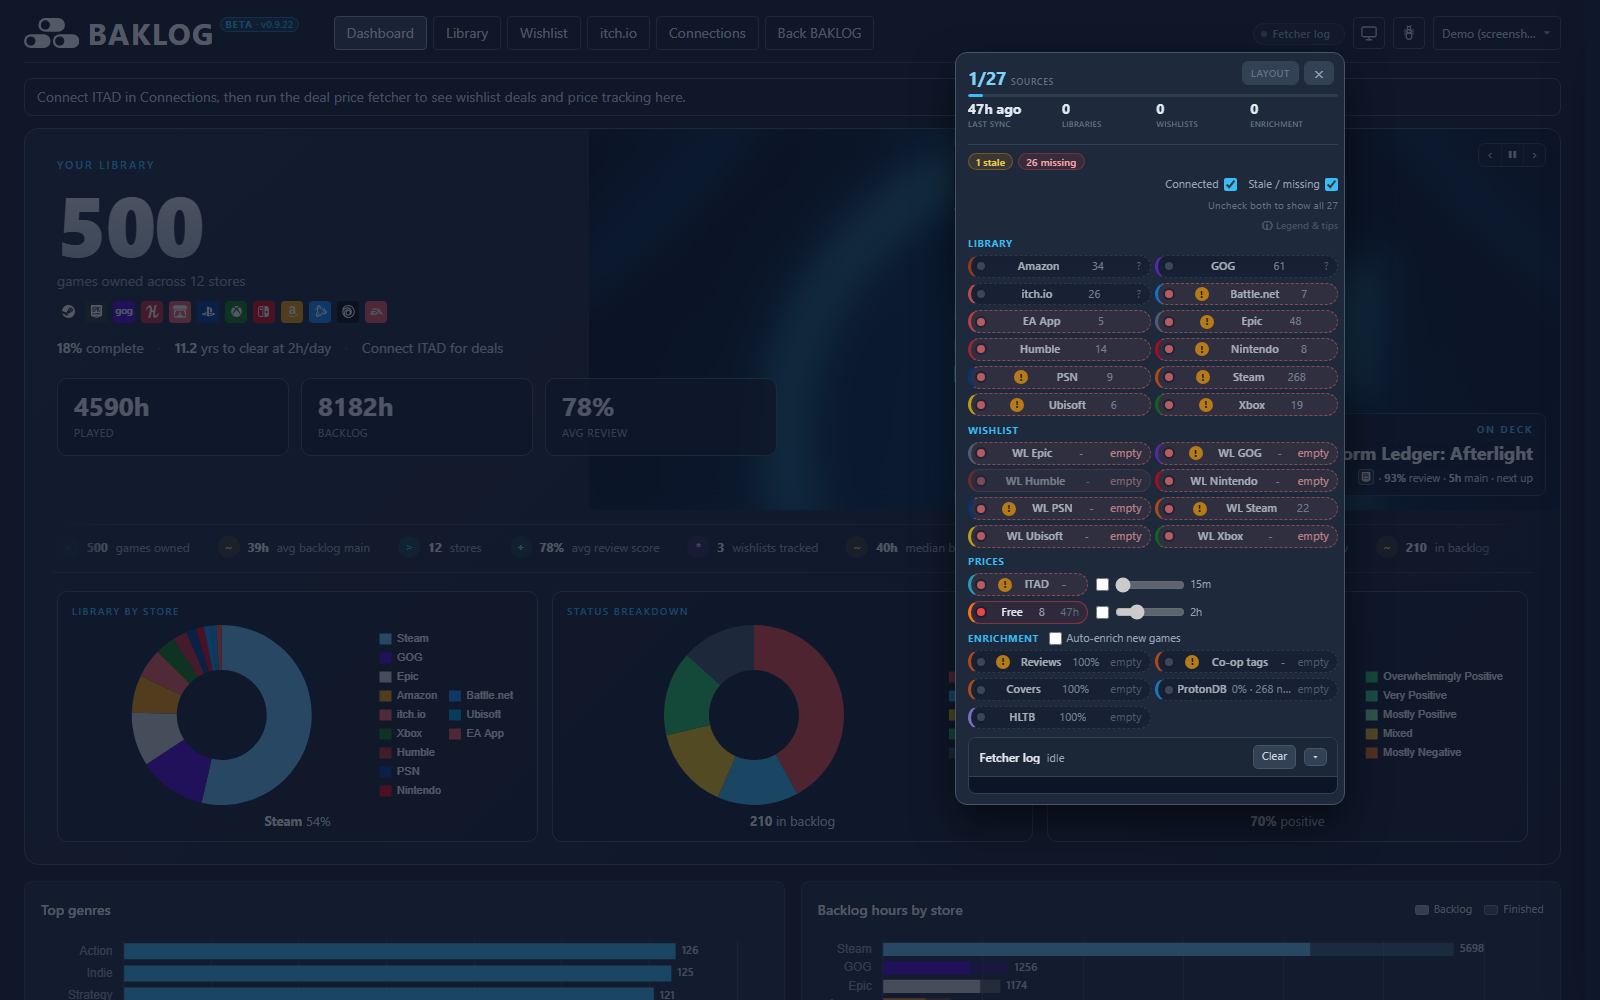 BAKLOG BETA · v0.9.22 Dashboard Library Wishlist itch.io Connections Back BAKLOG Fetcher log Demo (screensh...
Connect ITAD in Connections, then run the deal price fetcher to see wishlist deals and price tracking here.
YOUR LIBRARY
500
games owned across 12 stores
18% complete · 11.2 yrs to clear at 2h/day · Connect ITAD for deals
4590h
PLAYED
8182h
BACKLOG
78%
AVG REVIEW
ON DECK
orm Ledger: Afterlight
· 93% review · 5h main · next up
500 games owned
39h avg backlog main
12 stores
78% avg review score
3 wishlists tracked
40h median b
210 in backlog
LIBRARY BY STORE
Steam
GOG
Epic
Amazon
itch.io
Xbox
Humble
PSN
Nintendo
Battle.net
Ubisoft
EA App
Steam 54%
STATUS BREAKDOWN
210 in backlog
Overwhelmingly Positive
Very Positive
Mostly Positive
Mixed
Mostly Negative
70% positive
Top genres
Action 126
Indie 125
Strategy 121
Backlog hours by store
Backlog Finished
Steam 5698
GOG 1256
Epic 1174
1/27 SOURCES LAYOUT ×
47h ago 0 0 0
LAST SYNC LIBRARIES WISHLISTS ENRICHMENT
1 stale 26 missing
Connected Stale / missing
Uncheck both to show all 27
Legend & tips
LIBRARY
Amazon 34 ? GOG 61 ?
itch.io 26 ? Battle.net 7
EA App 5 Epic 48
Humble 14 Nintendo 8
PSN 9 Steam 268
Ubisoft 6 Xbox 19
WISHLIST
WL Epic - empty WL GOG - empty
WL Humble - empty WL Nintendo - empty
WL PSN - empty WL Steam 22
WL Ubisoft - empty WL Xbox - empty
PRICES
ITAD - 15m
Free 8 47h 2h
ENRICHMENT Auto-enrich new games
Reviews 100% empty Co-op tags - empty
Covers 100% empty ProtonDB 0% · 268 n... empty
HLTB 100% empty
Fetcher log idle Clear